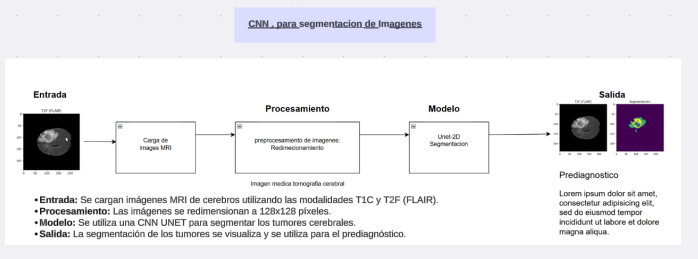 CNN , para segmentacion de Imagenes
Entrada
Salida
T2F (FLAIR)
T2F (FLAIR)
segmentación
Procesamiento
Modelo
Carga de
images MRI
preprocesamiento de imagenes:
Redimecionamiento
Unet-2D
Segmentacion
Imagen medica tomografia cerebral
Prediagnostico
Lorem ipsum dolor sit amet,
consectetur adipisicing elit,
sed do eiusmod tempor
incididunt ut labore et dolore
magna aliqua.
•Entrada: Se cargan imágenes MRI de cerebros utilizando las modalidades T1C y T2F (FLAIR).
•Procesamiento: Las imágenes se redimensionan a 128x128 píxeles.
•Modelo: Se utiliza una CNN UNET para segmentar los tumores cerebrales.
•Salida: La segmentación de los tumores se visualiza y se utiliza para el prediagnóstico.